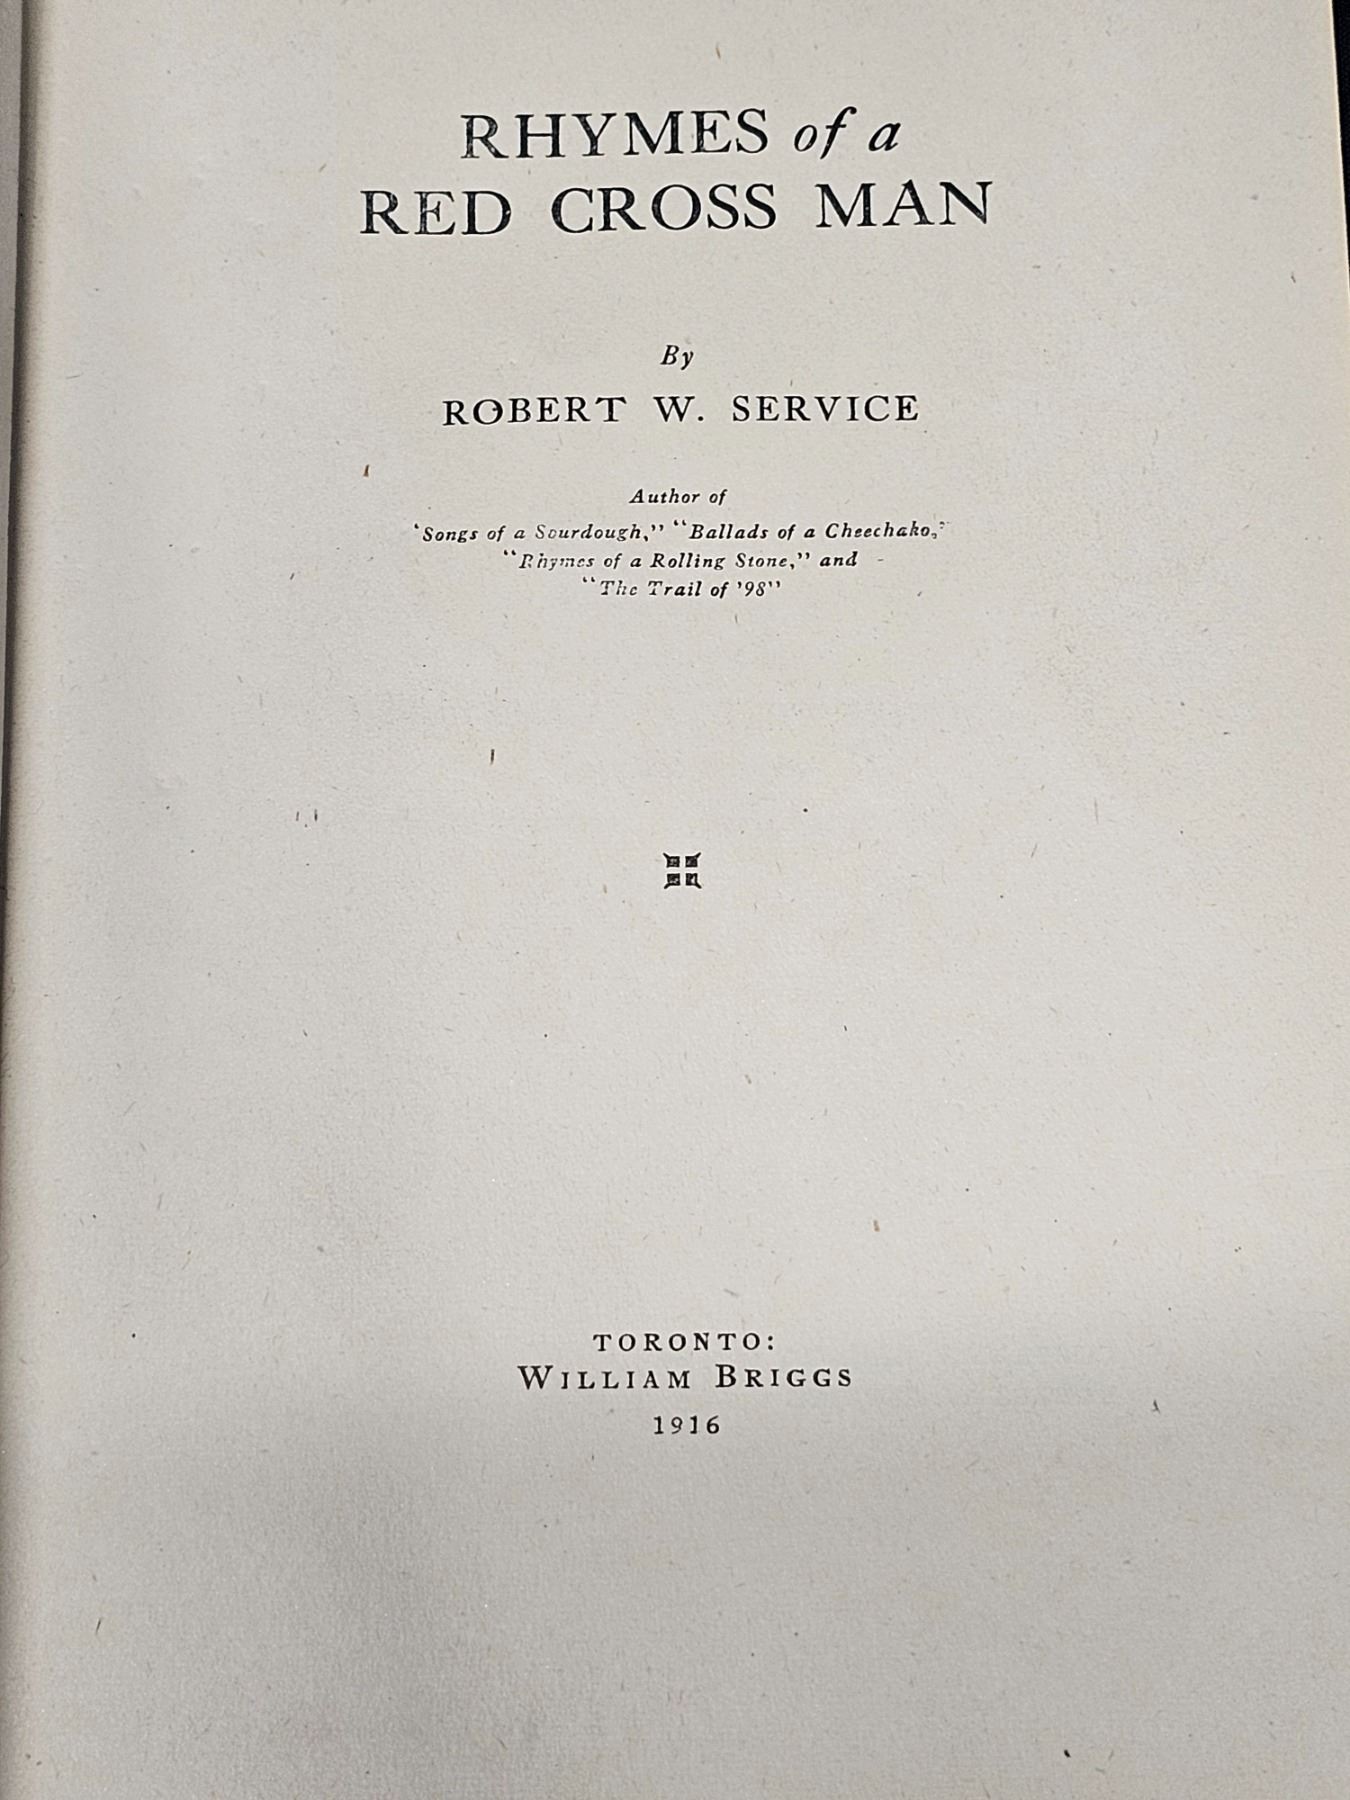 RHYMES of a
RED CROSS MAN
By
ROBERT W. SERVICE
Author of
‘Songs of a Sourdough,” “Ballads of a Cheechako,”
“Rhymes of a Rolling Stone,” and
“The Trail of ’98”
TORONTO:
WILLIAM BRIGGS
1916